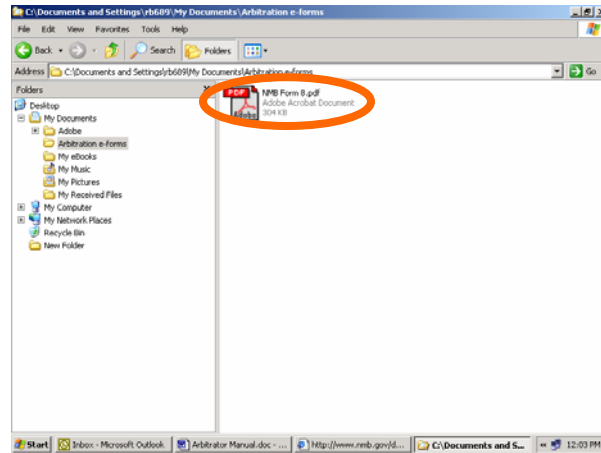 C:\Documents and Settings\rb689\My Documents\Arbitration e-forms
File Edit View Favorites Tools Help
Back Search Folders
Address C:\Documents and Settings\rb689\My Documents\Arbitration e-forms Go
Folders x
Desktop
My Documents
Adobe
Arbitration e-forms
My eBooks
My Music
My Pictures
My Received Files
My Computer
My Network Places
Recycle Bin
New Folder
PDF
Adobe
NMB Form 8.pdf
Adobe Acrobat Document
304 KB
Start Inbox - Microsoft Outlook Arbitrator Manual.doc - ... http://www.nmb.gov/d... C:\Documents and S... 12:03 PM